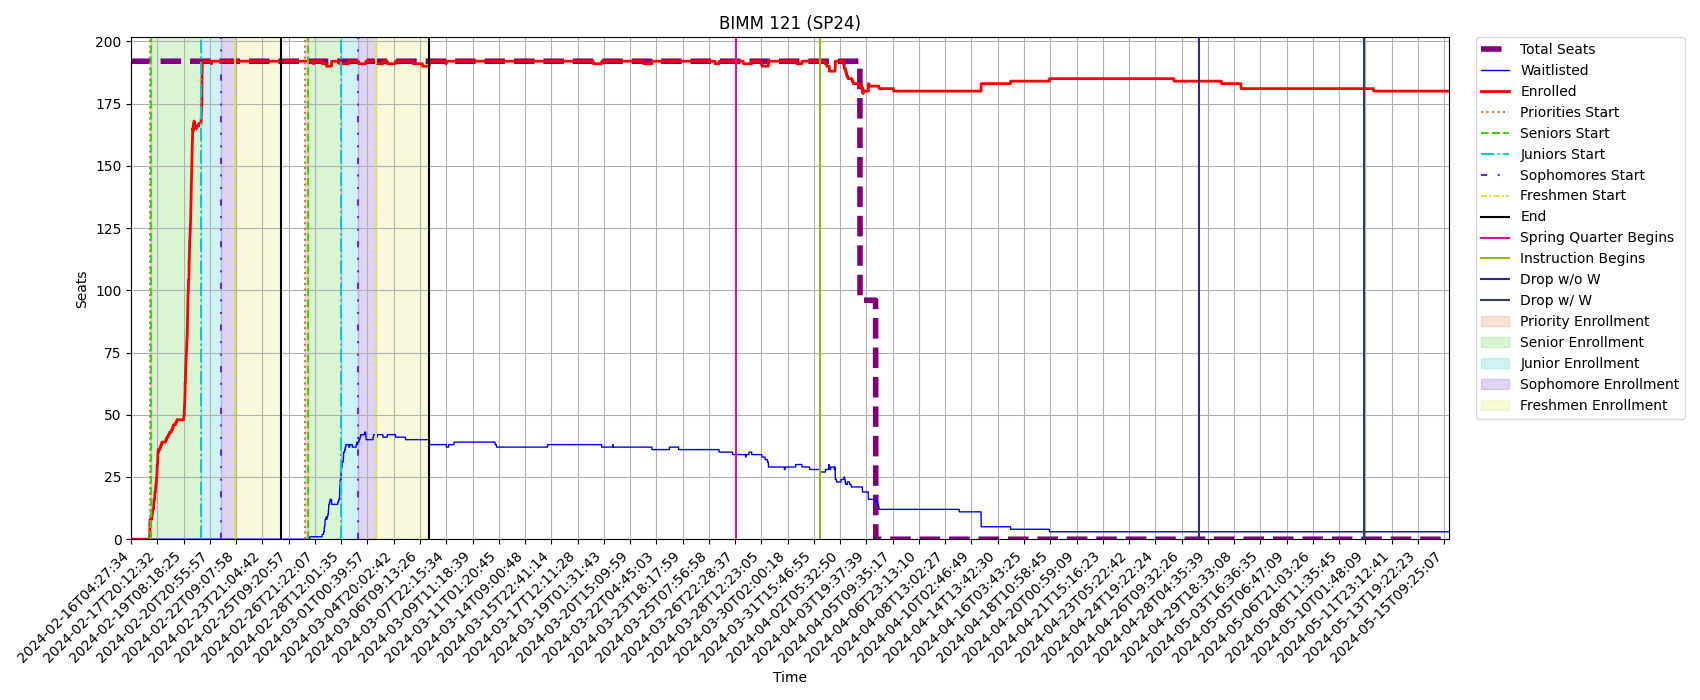 BIMM 121 (SP24)
200
175
150
125
100
75
50
25
0
Seats
2024-02-16T04:27:34
2024-02-17T20:12:32
2024-02-19T08:18:25
2024-02-20T20:55:57
2024-02-22T09:07:58
2024-02-23T21:04:42
2024-02-25T09:20:57
2024-02-26T21:22:07
2024-02-28T12:01:35
2024-03-01T00:39:57
2024-03-04T02:02:42
2024-03-06T09:13:26
2024-03-07T22:15:34
2024-03-09T11:18:39
2024-03-11T01:20:45
2024-03-14T09:00:48
2024-03-15T22:41:14
2024-03-17T12:11:28
2024-03-19T01:31:43
2024-03-20T15:09:59
2024-03-22T04:45:03
2024-03-23T18:17:59
2024-03-25T07:56:58
2024-03-26T22:28:37
2024-03-28T12:23:05
2024-03-30T02:00:18
2024-03-31T15:46:55
2024-04-02T05:32:50
2024-04-03T19:37:39
2024-04-05T09:35:17
2024-04-06T23:13:10
2024-04-08T13:02:27
2024-04-10T02:46:49
2024-04-14T13:42:30
2024-04-16T03:43:25
2024-04-18T10:58:45
2024-04-20T00:59:09
2024-04-21T15:16:23
2024-04-23T05:22:42
2024-04-24T19:22:24
2024-04-26T09:32:26
2024-04-28T04:35:39
2024-04-29T18:33:08
2024-05-03T16:36:35
2024-05-05T06:47:09
2024-05-06T21:03:26
2024-05-08T11:35:45
2024-05-10T01:48:09
2024-05-11T23:12:41
2024-05-13T19:22:23
2024-05-15T09:25:07
Time
Total Seats
Waitlisted
Enrolled
Priorities Start
Seniors Start
Juniors Start
Sophomores Start
Freshmen Start
End
Spring Quarter Begins
Instruction Begins
Drop w/o W
Drop w/ W
Priority Enrollment
Senior Enrollment
Junior Enrollment
Sophomore Enrollment
Freshmen Enrollment